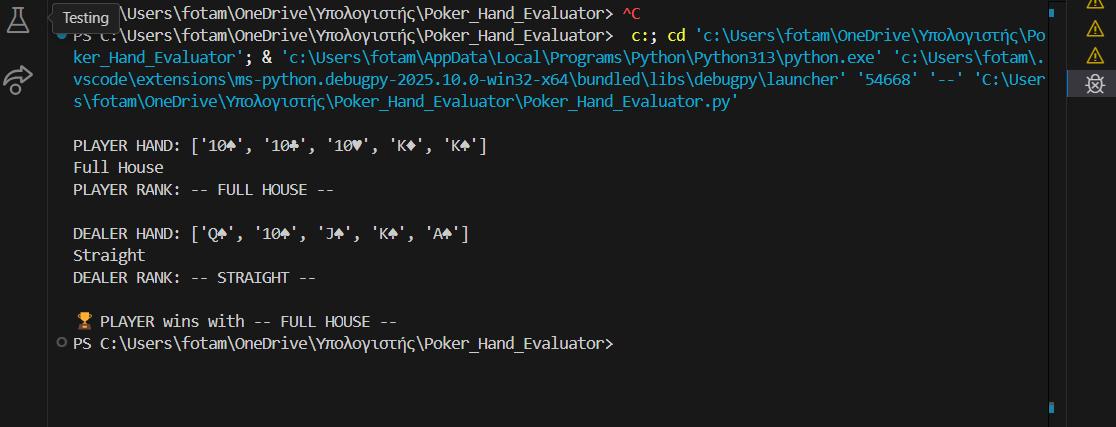 Testing
\Users\fotam\OneDrive\Υπολογιστής\Poker_Hand_Evaluator> ^C
PS C:\Users\fotam\OneDrive\Υπολογιστής\Poker_Hand_Evaluator>  c:; cd 'c:\Users\fotam\OneDrive\Υπολογιστής\Po
ker_Hand_Evaluator'; & 'c:\Users\fotam\AppData\Local\Programs\Python\Python313\python.exe' 'c:\Users\fotam\.
vscode\extensions\ms-python.debugpy-2025.10.0-win32-x64\bundled\libs\debugpy\launcher' '54668' '--' 'C:\User
s\fotam\OneDrive\Υπολογιστής\Poker_Hand_Evaluator\Poker_Hand_Evaluator.py'
PLAYER HAND: ['10♠', '10♣', '10♥', 'K♦', 'K♠']
Full House
PLAYER RANK: -- FULL HOUSE --
DEALER HAND: ['Q♠', '10♠', 'J♠', 'K♠', 'A♠']
Straight
DEALER RANK: -- STRAIGHT --
🏆 PLAYER wins with -- FULL HOUSE --
PS C:\Users\fotam\OneDrive\Υπολογιστής\Poker_Hand_Evaluator>